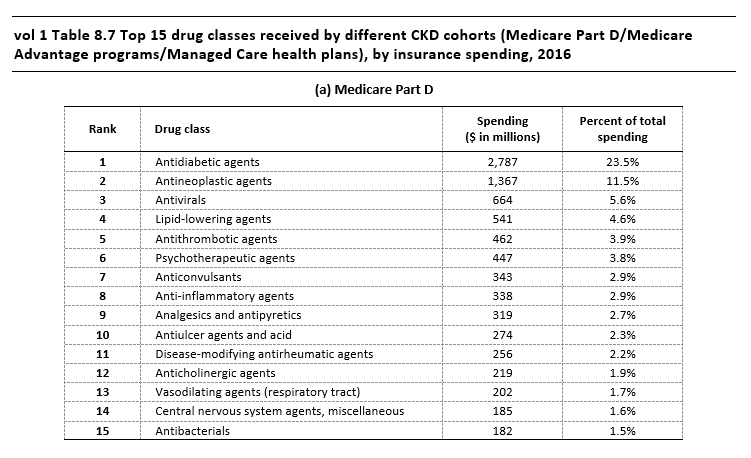 vol 1 Table 8.7 Top 15 drug classes received by different CKD cohorts (Medicare Part D/Medicare
Advantage programs/Managed Care health plans), by insurance spending, 2016
(a) Medicare Part D
Rank Drug class Spending ($ in millions) Percent of total spending
1 Antidiabetic agents 2,787 23.5%
2 Antineoplastic agents 1,367 11.5%
3 Antivirals 664 5.6%
4 Lipid-lowering agents 541 4.6%
5 Antithrombotic agents 462 3.9%
6 Psychotherapeutic agents 447 3.8%
7 Anticonvulsants 343 2.9%
8 Anti-inflammatory agents 338 2.9%
9 Analgesics and antipyretics 319 2.7%
10 Antiulcer agents and acid 274 2.3%
11 Disease-modifying antirheumatic agents 256 2.2%
12 Anticholinergic agents 219 1.9%
13 Vasodilating agents (respiratory tract) 202 1.7%
14 Central nervous system agents, miscellaneous 185 1.6%
15 Antibacterials 182 1.5%